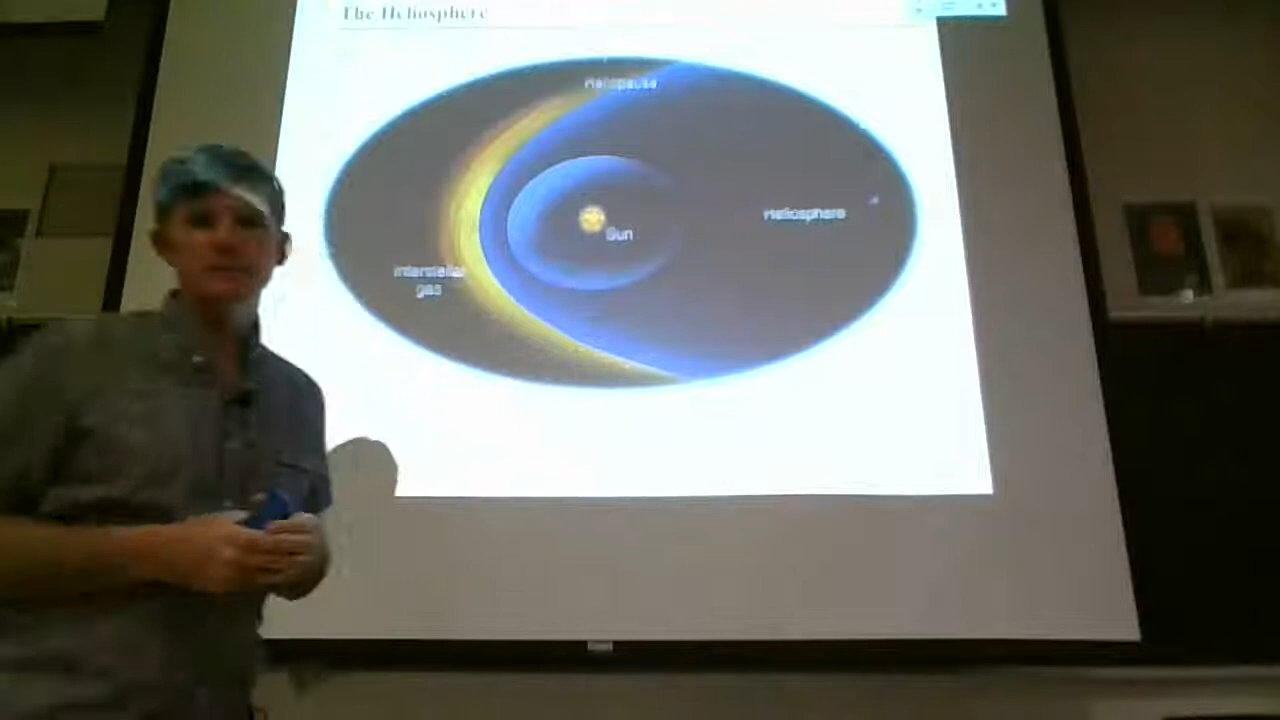 The Heliosphere
Heliopause
Heliosphere
Sun
Interstellar
gas